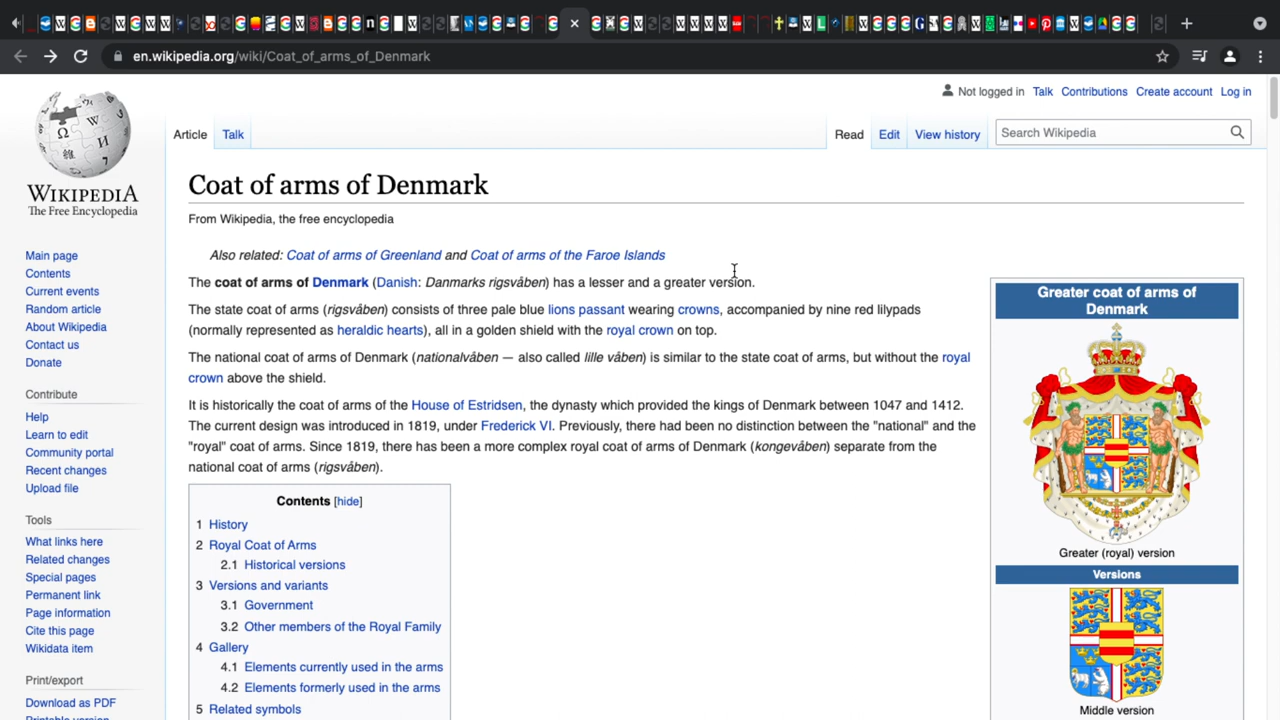 en.wikipedia.org/wiki/Coat_of_arms_of_Denmark
Not logged in Talk Contributions Create account Log in
Article Talk Read Edit View history Search Wikipedia
WIKIPEDIA
The Free Encyclopedia
Main page
Contents
Current events
Random article
About Wikipedia
Contact us
Donate
Contribute
Help
Learn to edit
Community portal
Recent changes
Upload file
Tools
What links here
Related changes
Special pages
Permanent link
Page information
Cite this page
Wikidata item
Print/export
Download as PDF
Printable version
Coat of arms of Denmark
From Wikipedia, the free encyclopedia
Also related: Coat of arms of Greenland and Coat of arms of the Faroe Islands
The coat of arms of Denmark (Danish: Danmarks rigsvåben) has a lesser and a greater version.
The state coat of arms (rigsvåben) consists of three pale blue lions passant wearing crowns, accompanied by nine red lilypads
(normally represented as heraldic hearts), all in a golden shield with the royal crown on top.
The national coat of arms of Denmark (nationalvåben — also called lille våben) is similar to the state coat of arms, but without the royal
crown above the shield.
It is historically the coat of arms of the House of Estridsen, the dynasty which provided the kings of Denmark between 1047 and 1412.
The current design was introduced in 1819, under Frederick VI. Previously, there had been no distinction between the "national" and the
"royal" coat of arms. Since 1819, there has been a more complex royal coat of arms of Denmark (kongevåben) separate from the
national coat of arms (rigsvåben).
Contents [hide]
1 History
2 Royal Coat of Arms
2.1 Historical versions
3 Versions and variants
3.1 Government
3.2 Other members of the Royal Family
4 Gallery
4.1 Elements currently used in the arms
4.2 Elements formerly used in the arms
5 Related symbols
Greater coat of arms of
Denmark
Greater (royal) version
Versions
Middle version